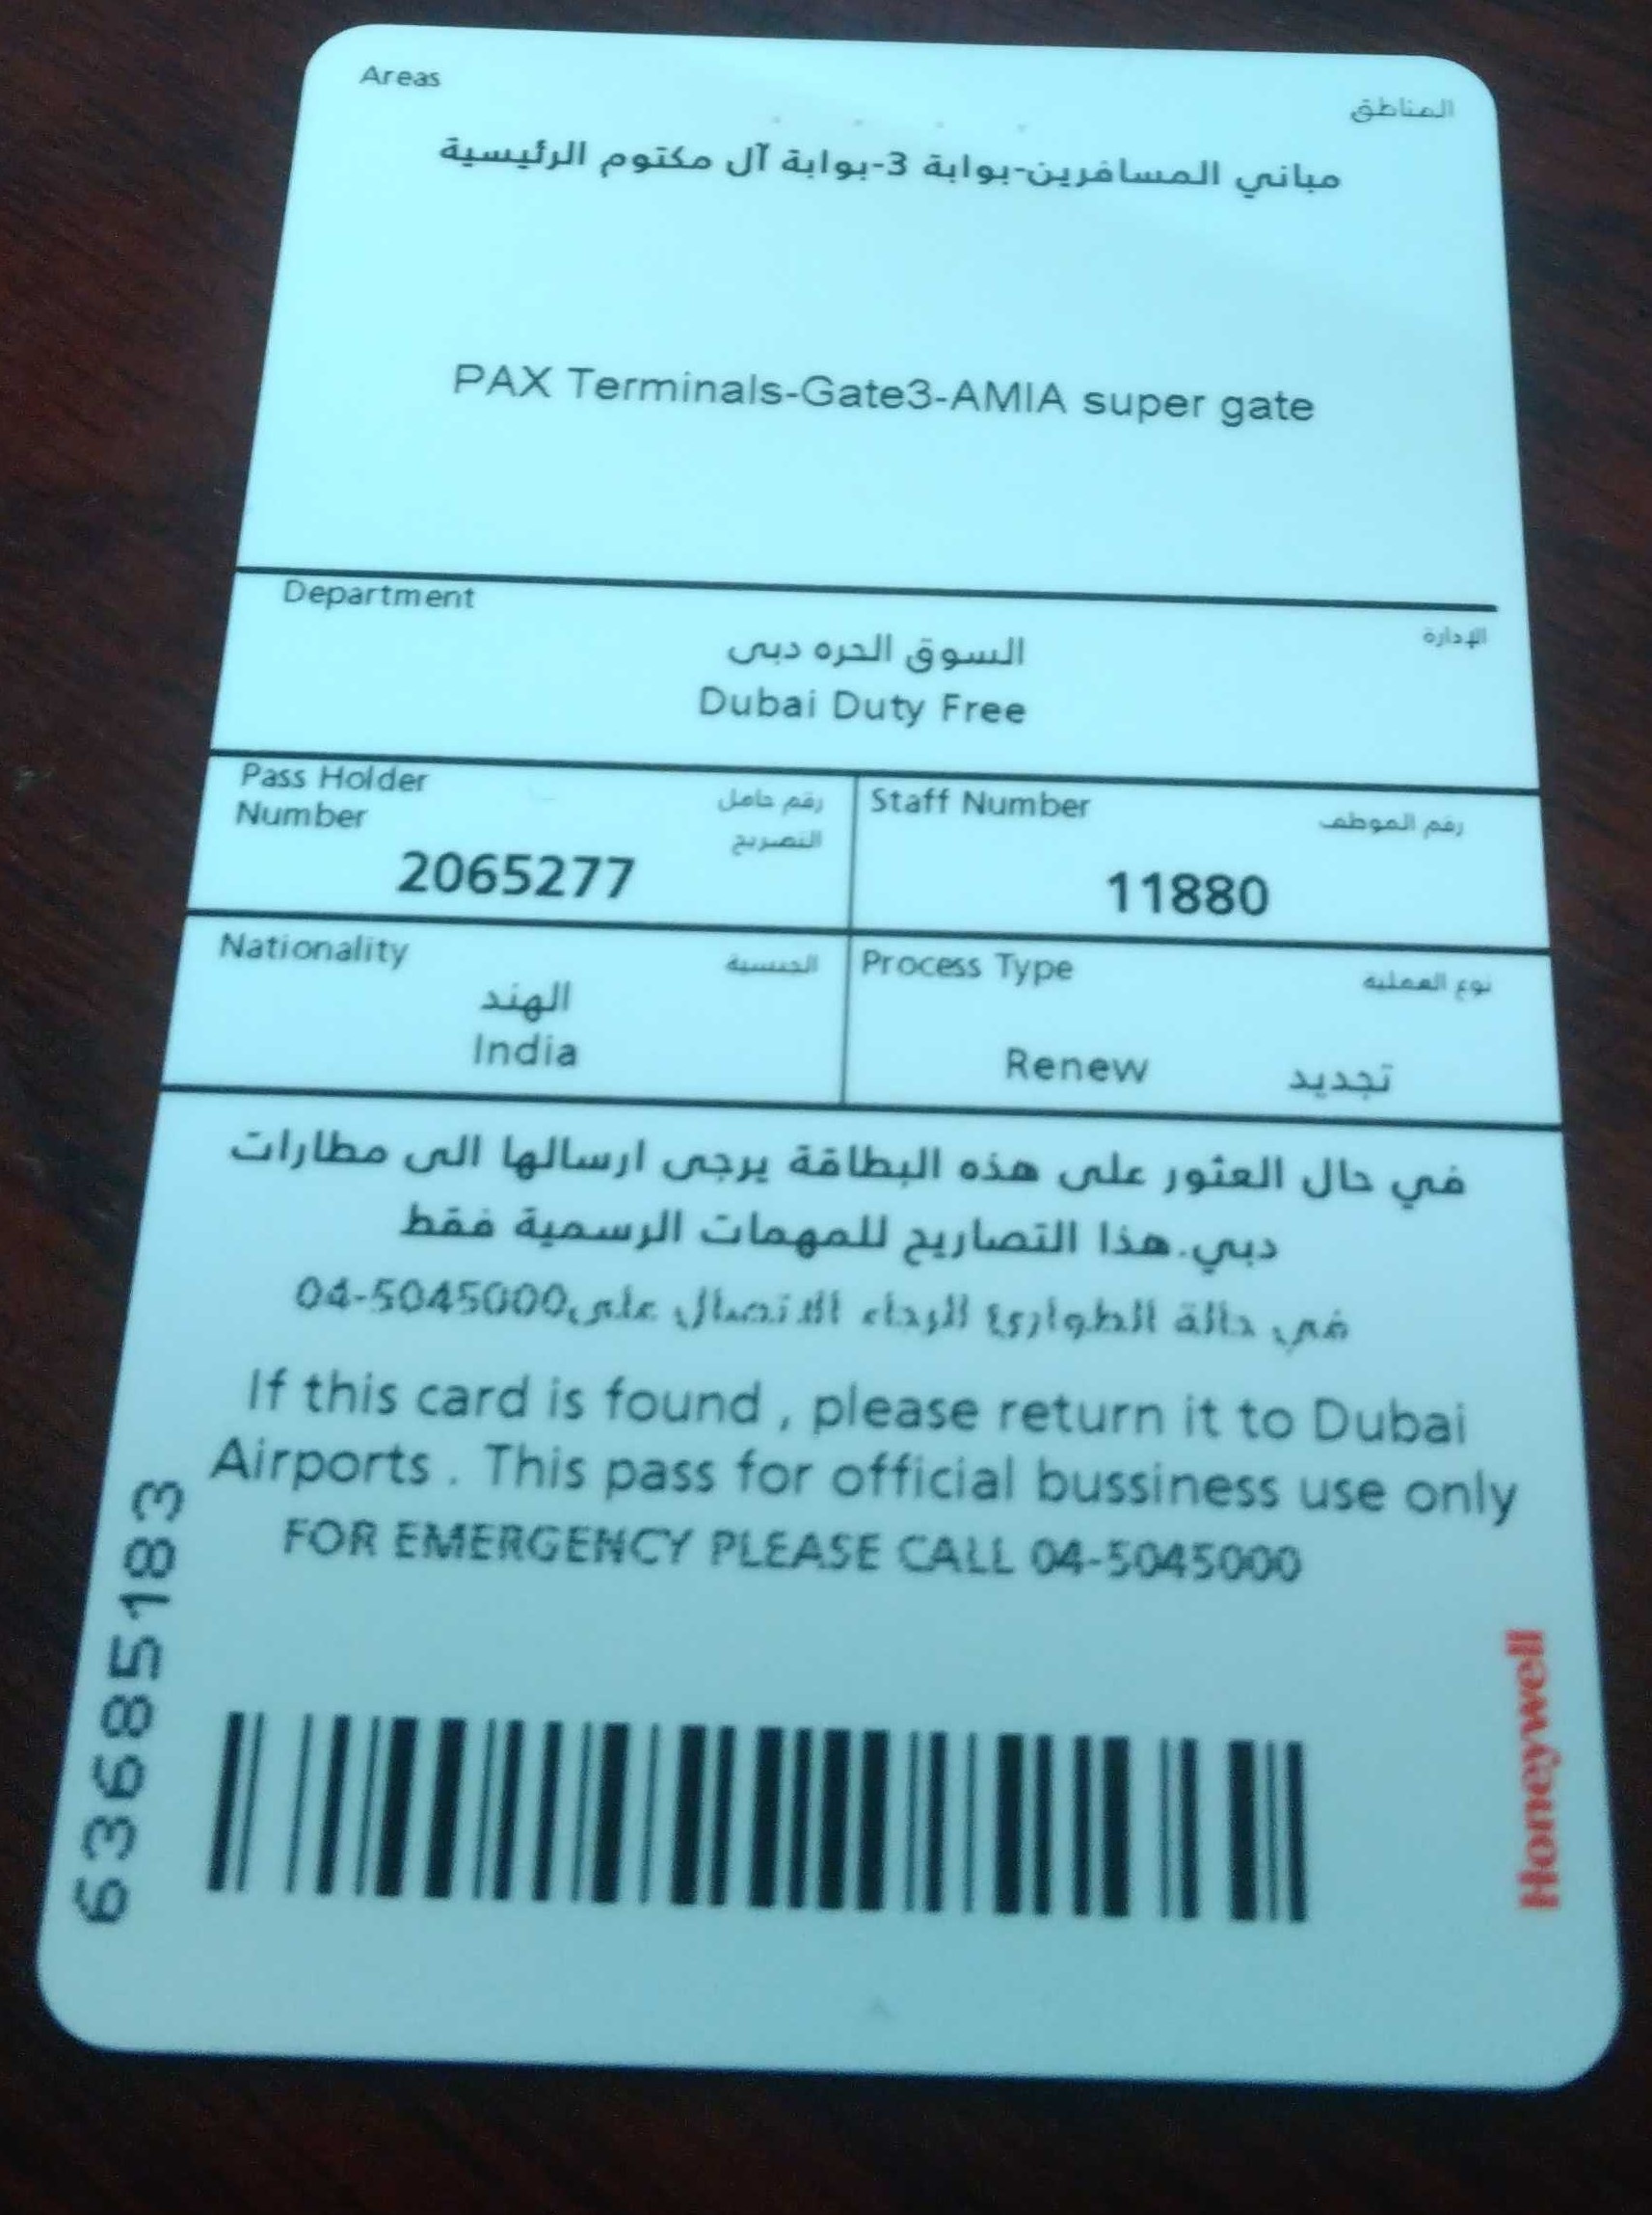 Areas
المناطق
مباني المسافرين-بوابة 3-بوابة آل مكتوم الرئيسية
PAX Terminals-Gate3-AMIA super gate
Department
الإدارة
السوق الحره دبى
Dubai Duty Free
Pass Holder
Number
رقم حامل
التصريح
2065277
Staff Number
رقم الموظف
11880
Nationality
الجنسية
الهند
India
Process Type
نوع العملية
Renew تجديد
في حال العثور على هذه البطاقة يرجى ارسالها الى مطارات
دبي.هذا التصاريح للمهمات الرسمية فقط
في حالة الطوارئ الرجاء الاتصال على04-5045000
If this card is found , please return it to Dubai
Airports . This pass for official bussiness use only
FOR EMERGENCY PLEASE CALL 04-5045000
63685183
Honeywell